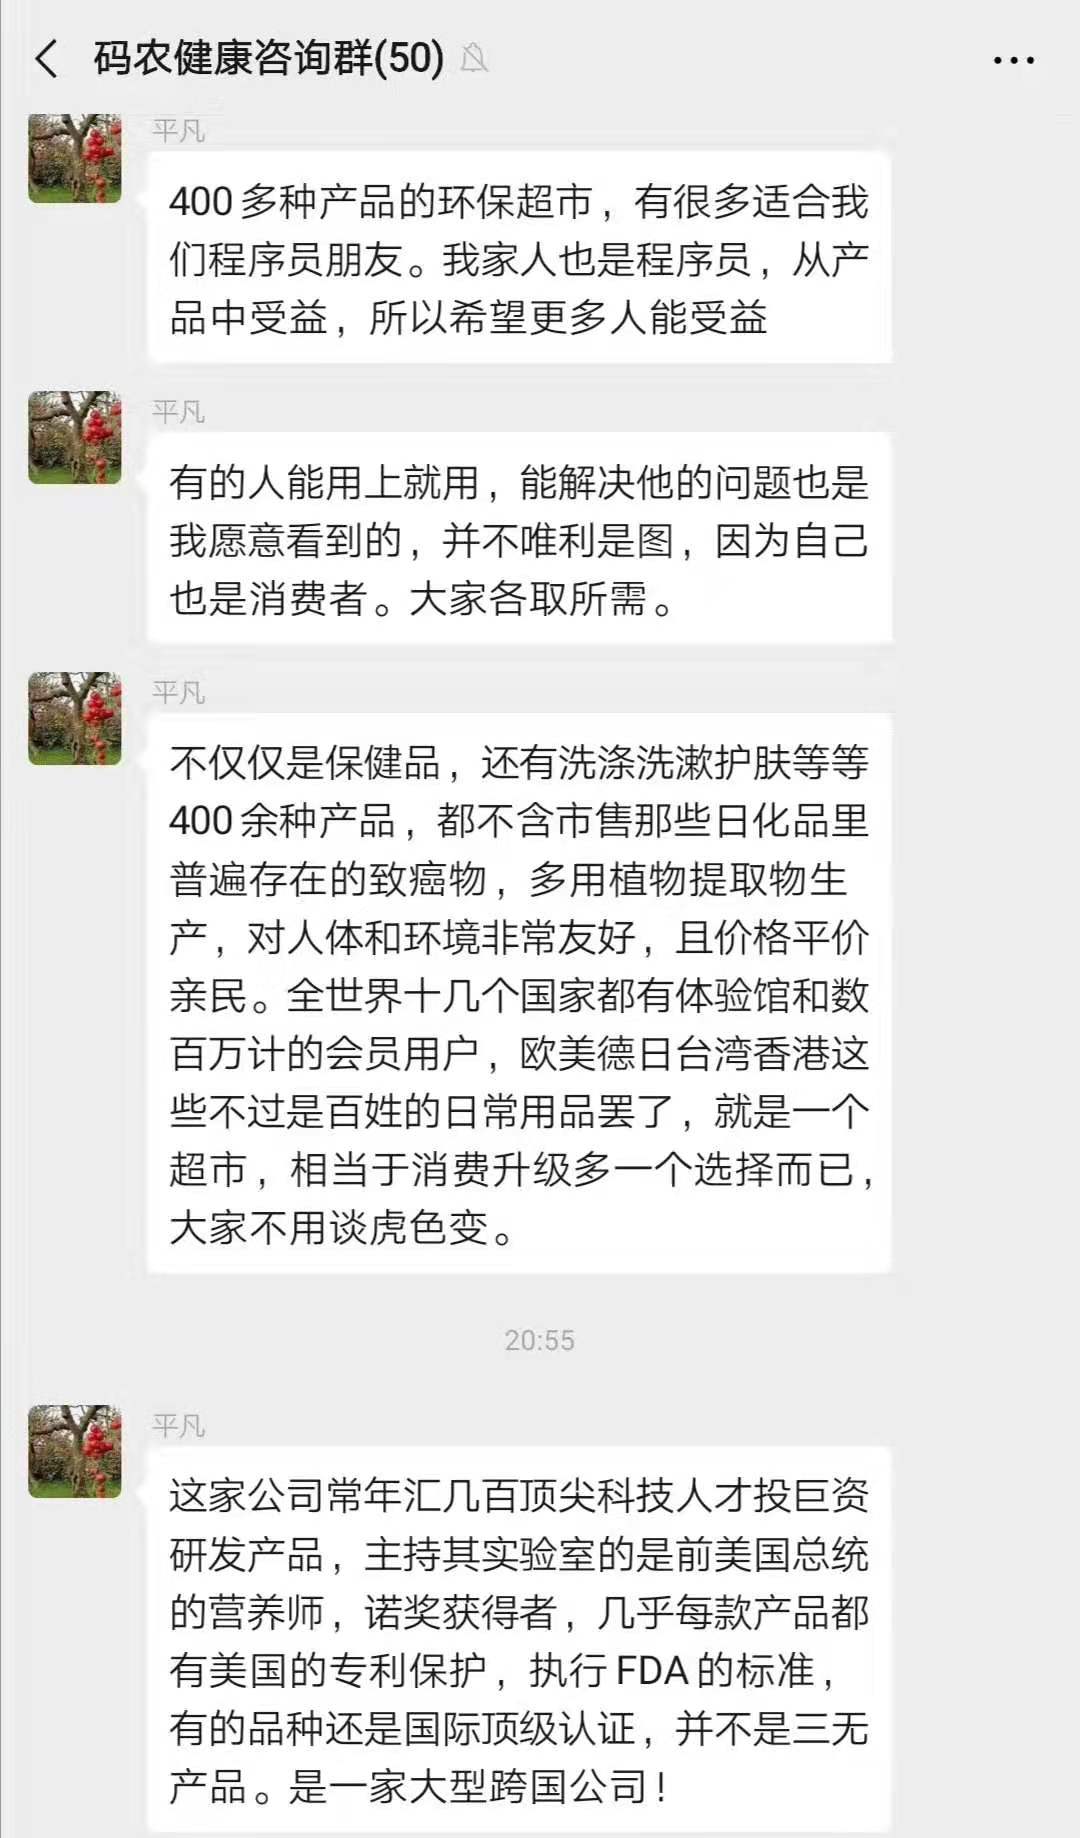 码农健康咨询群(50)
平凡
400多种产品的环保超市，有很多适合我
们程序员朋友。我家人也是程序员，从产
品中受益，所以希望更多人能受益
平凡
有的人能用上就用，能解决他的问题也是
我愿意看到的，并不唯利是图，因为自己
也是消费者。大家各取所需。
平凡
不仅仅是保健品，还有洗涤洗漱护肤等等
400余种产品，都不含市售那些日化品里
普遍存在的致癌物，多用植物提取物生
产，对人体和环境非常友好，且价格平价
亲民。全世界十几个国家都有体验馆和数
百万计的会员用户，欧美德日台湾香港这
些不过是百姓的日常用品罢了，就是一个
超市，相当于消费升级多一个选择而已，
大家不用谈虎色变。
20:55
平凡
这家公司常年汇几百顶尖科技人才投巨资
研发产品，主持其实验室的是前美国总统
的营养师，诺奖获得者，几乎每款产品都
有美国的专利保护，执行FDA的标准，
有的品种还是国际顶级认证，并不是三无
产品。是一家大型跨国公司！